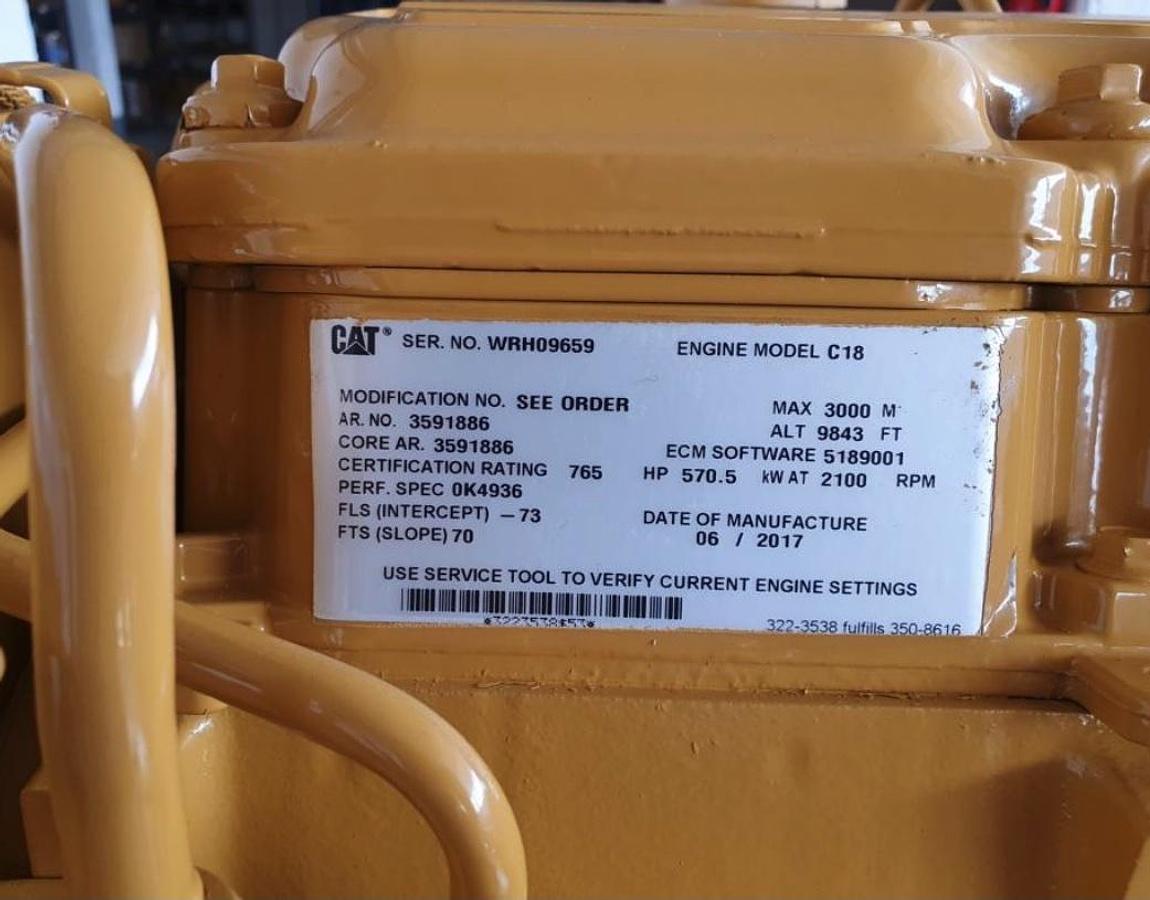 CAT® SER. NO. WRH09659 ENGINE MODEL C18
MODIFICATION NO. SEE ORDER MAX 3000 M
AR. NO. 3591886 ALT 9843 FT
CORE AR. 3591886 ECM SOFTWARE 5189001
CERTIFICATION RATING 765 HP 570.5 kW AT 2100 RPM
PERF. SPEC 0K4936
FLS (INTERCEPT) -73 DATE OF MANUFACTURE
FTS (SLOPE) 70 06 / 2017
USE SERVICE TOOL TO VERIFY CURRENT ENGINE SETTINGS
*3223538$53*
322-3538 fulfills 350-8616